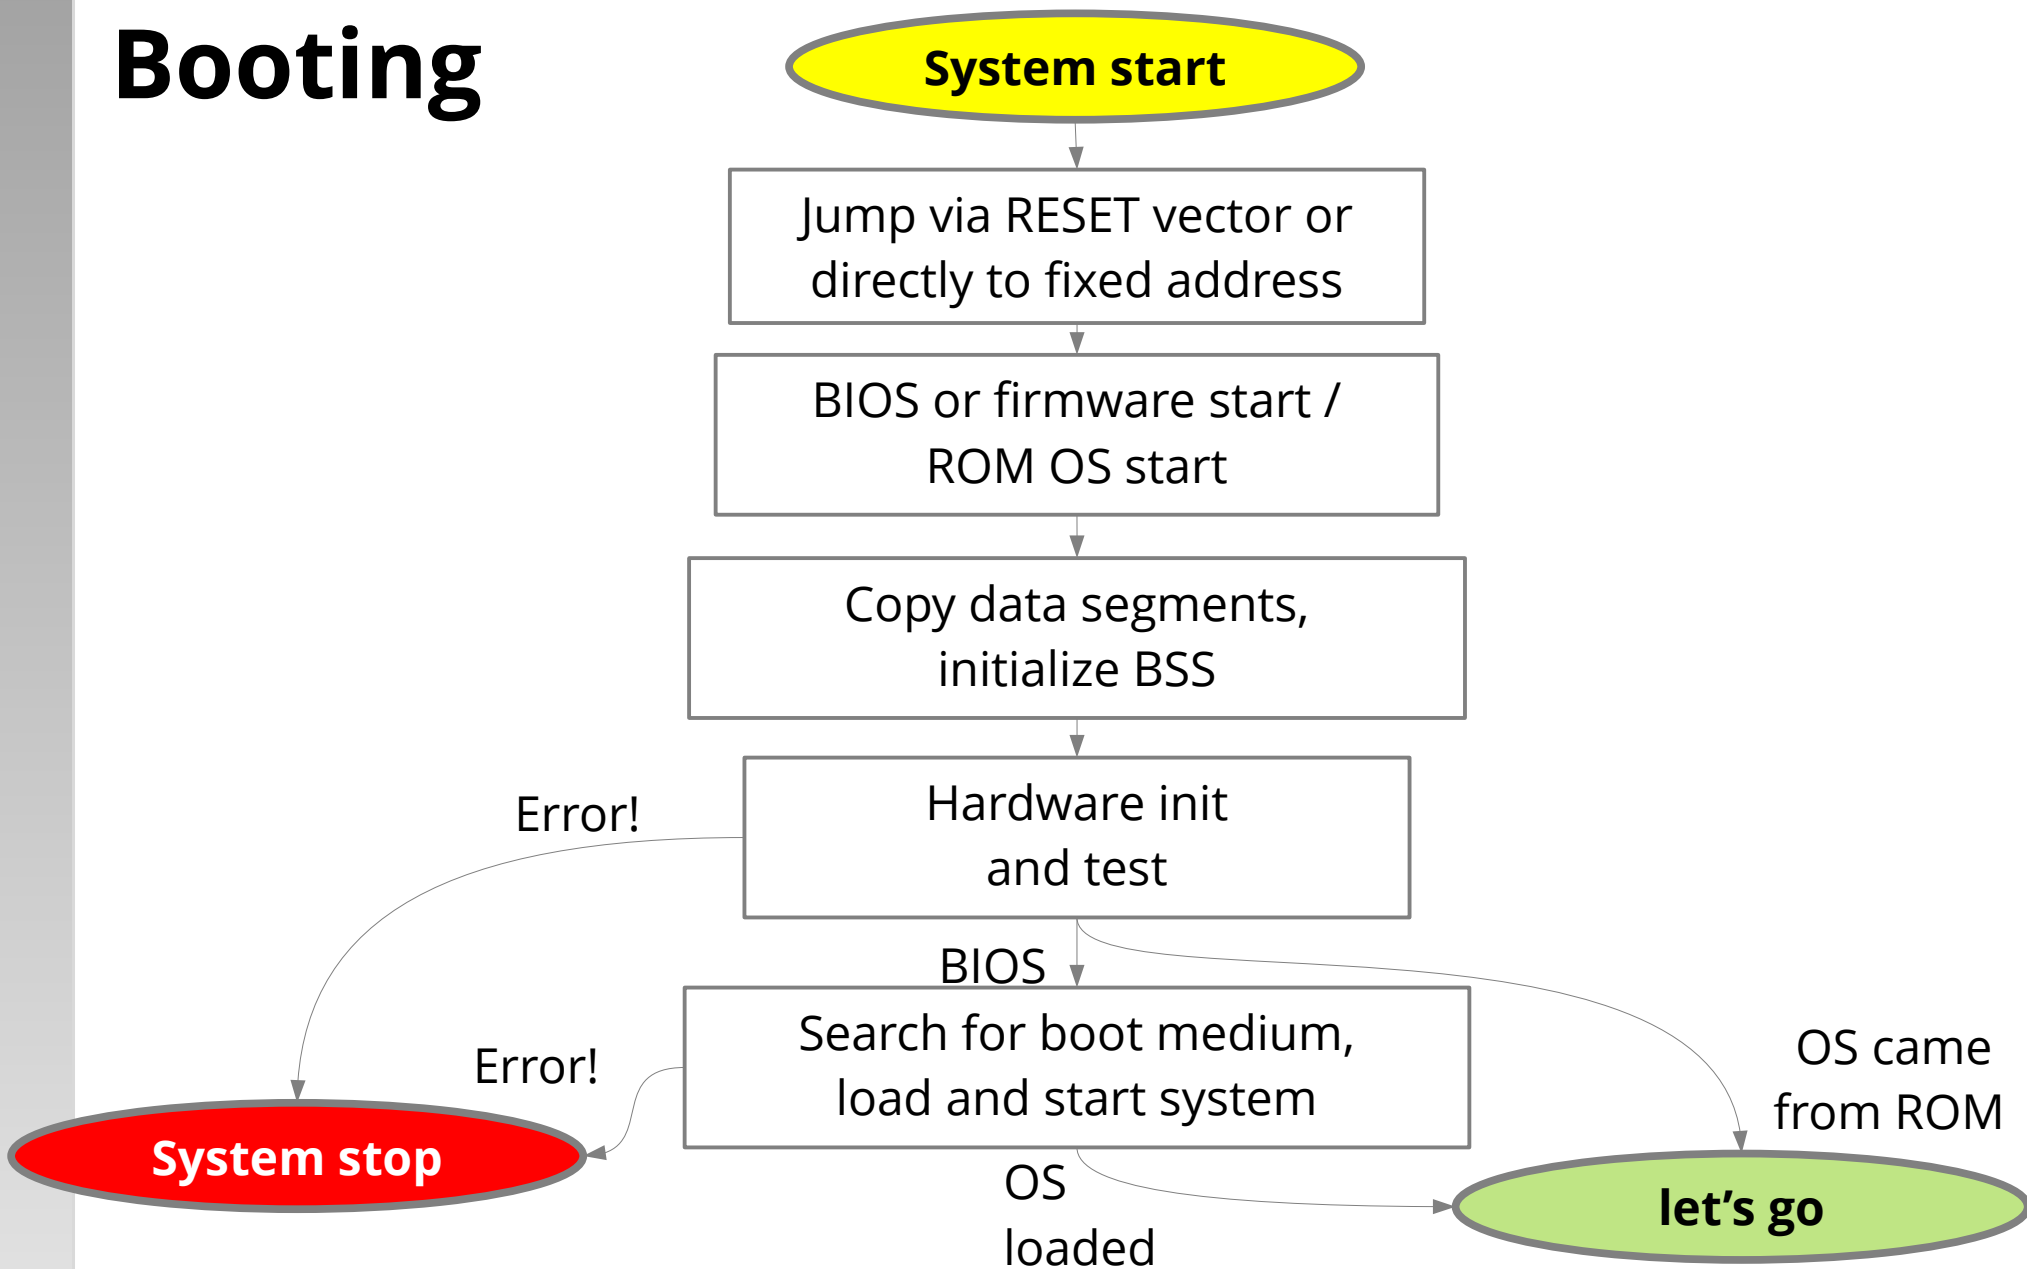 Booting
System start
Jump via RESET vector or
directly to fixed address
BIOS or firmware start /
ROM OS start
Copy data segments,
initialize BSS
Error!
Hardware init
and test
BIOS
Search for boot medium,
load and start system
Error!
OS came
from ROM
System stop
OS
loaded
let’s go